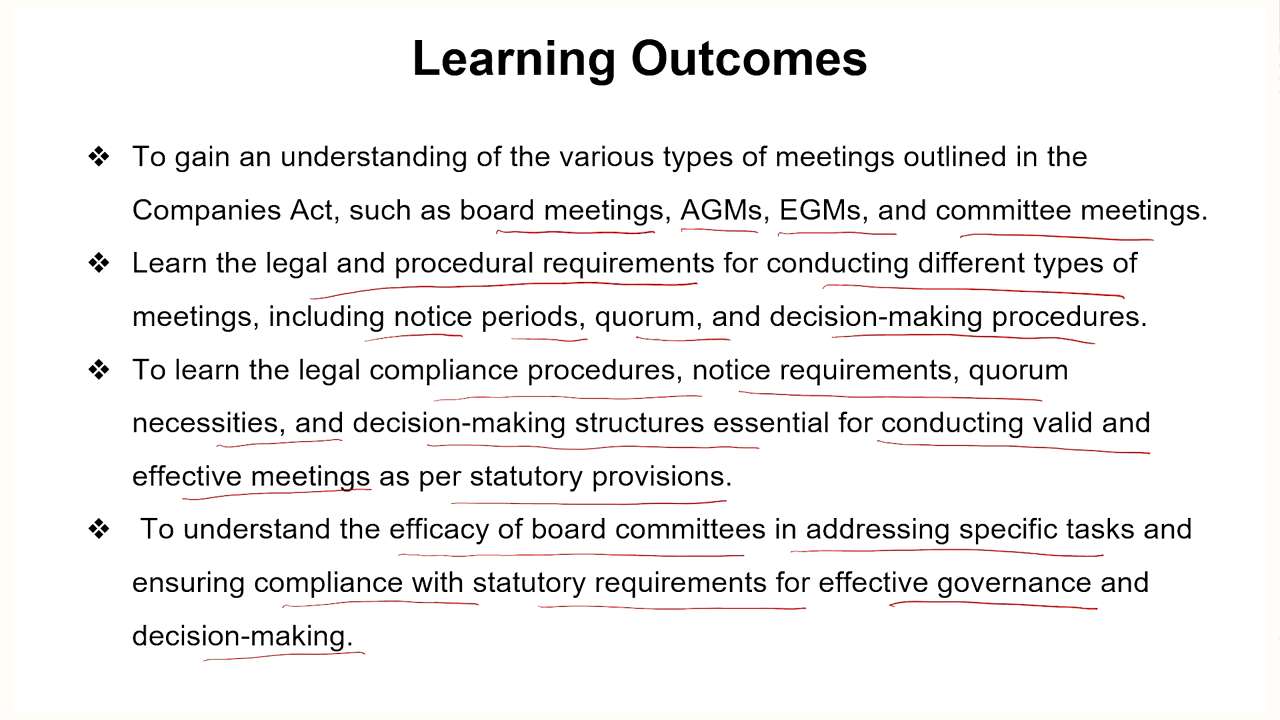 Learning Outcomes
❖ To gain an understanding of the various types of meetings outlined in the
Companies Act, such as board meetings, AGMs, EGMs, and committee meetings.
❖ Learn the legal and procedural requirements for conducting different types of
meetings, including notice periods, quorum, and decision-making procedures.
❖ To learn the legal compliance procedures, notice requirements, quorum
necessities, and decision-making structures essential for conducting valid and
effective meetings as per statutory provisions.
❖ To understand the efficacy of board committees in addressing specific tasks and
ensuring compliance with statutory requirements for effective governance and
decision-making.